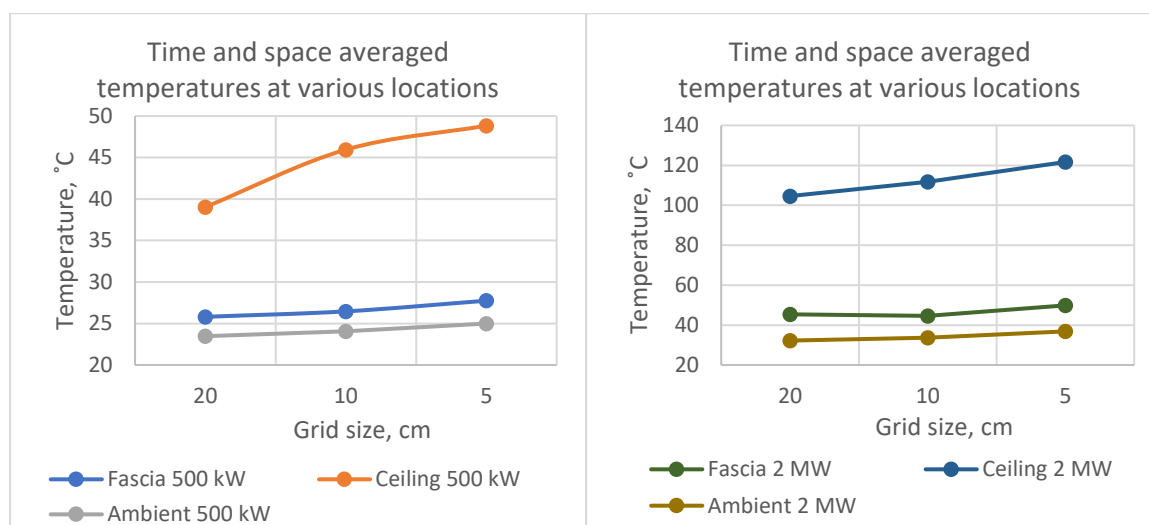 Time and space averaged
temperatures at various locations
50
45
40
35
30
25
20
Temperature, ˚C
20 10 5
Grid size, cm
Fascia 500 kW Ceiling 500 kW
Ambient 500 kW
Time and space averaged
temperatures at various locations
140
120
100
80
60
40
20
Temperature, ˚C
20 10 5
Grid size, cm
Fascia 2 MW Ceiling 2 MW
Ambient 2 MW